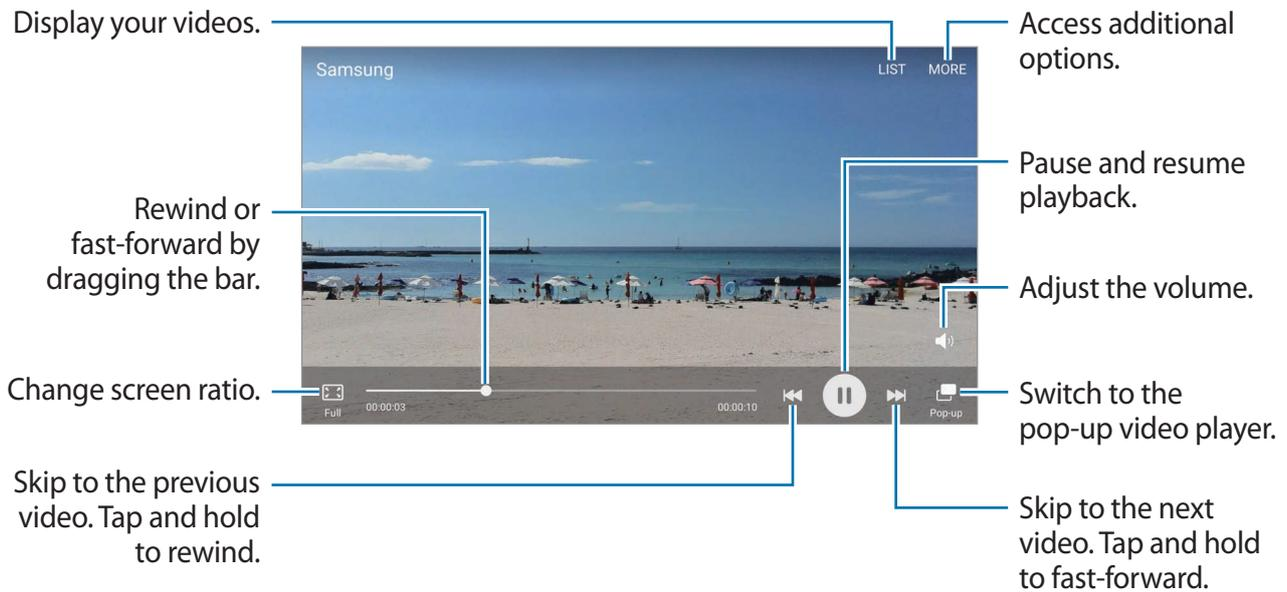 Display your videos.
Access additional
options.
Samsung
LIST
MORE
Pause and resume
playback.
Rewind or
fast-forward by
dragging the bar.
Adjust the volume.
Change screen ratio.
Full
00:00:03
00:00:10
Pop-up
Switch to the
pop-up video player.
Skip to the previous
video. Tap and hold
to rewind.
Skip to the next
video. Tap and hold
to fast-forward.